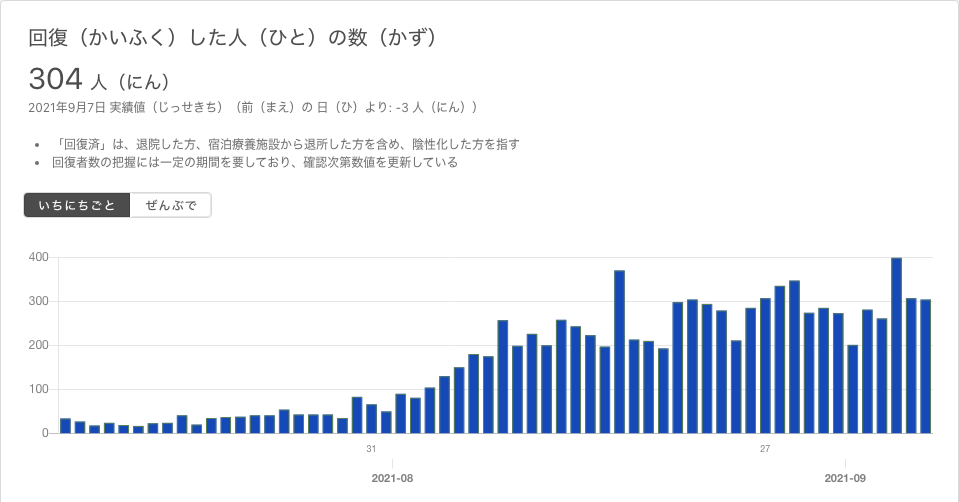 回復（かいふく）した人（ひと）の数（かず）
304 人（にん）
2021年9月7日 実績値（じっせきち）（前（まえ）の 日（ひ）より: -3 人（にん））
• 「回復済」は、退院した方、宿泊療養施設から退所した方を含め、陰性化した方を指す
• 回復者数の把握には一定の期間を要しており、確認次第数値を更新している
いちにちごと ぜんぶで
400
300
200
100
0
31 27
2021-08 2021-09